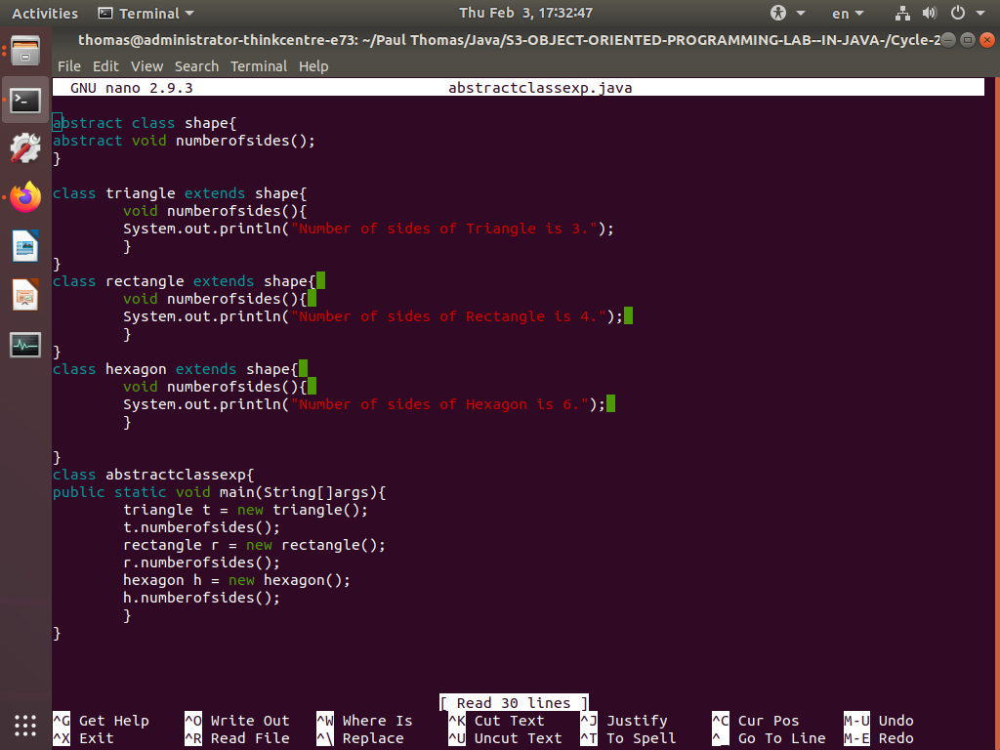 Activities Terminal Thu Feb 3, 17:32:47 en
thomas@administrator-thinkcentre-e73: ~/Paul Thomas/Java/S3-OBJECT-ORIENTED-PROGRAMMING-LAB--IN-JAVA-/Cycle-2
File Edit View Search Terminal Help
GNU nano 2.9.3 abstractclassexp.java
abstract class shape{
abstract void numberofsides();
}
class triangle extends shape{
void numberofsides(){
System.out.println("Number of sides of Triangle is 3.");
}
}
class rectangle extends shape{
void numberofsides(){
System.out.println("Number of sides of Rectangle is 4.");
}
}
class hexagon extends shape{
void numberofsides(){
System.out.println("Number of sides of Hexagon is 6.");
}
}
class abstractclassexp{
public static void main(String[]args){
triangle t = new triangle();
t.numberofsides();
rectangle r = new rectangle();
r.numberofsides();
hexagon h = new hexagon();
h.numberofsides();
}
}
[ Read 30 lines ]
^G Get Help ^O Write Out ^W Where Is ^K Cut Text ^J Justify ^C Cur Pos M-U Undo
^X Exit ^R Read File ^\ Replace ^U Uncut Text ^T To Spell ^_ Go To Line M-E Redo